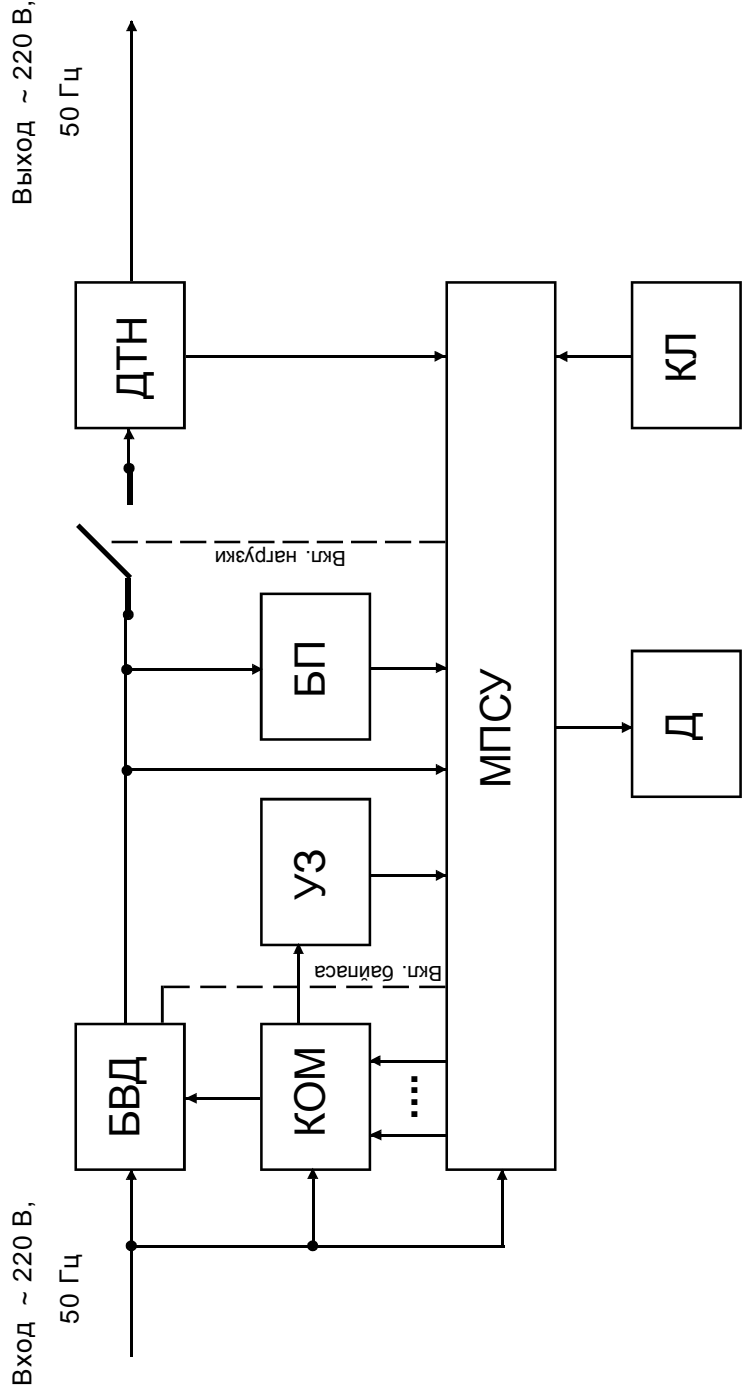 Вход ~ 220 В,
50 Гц
Выход ~ 220 В,
50 Гц
БВД
ДТН
Вкл. нагрузки
КОМ
УЗ
БП
Вкл. байпаса
....
МПСУ
Д
КЛ